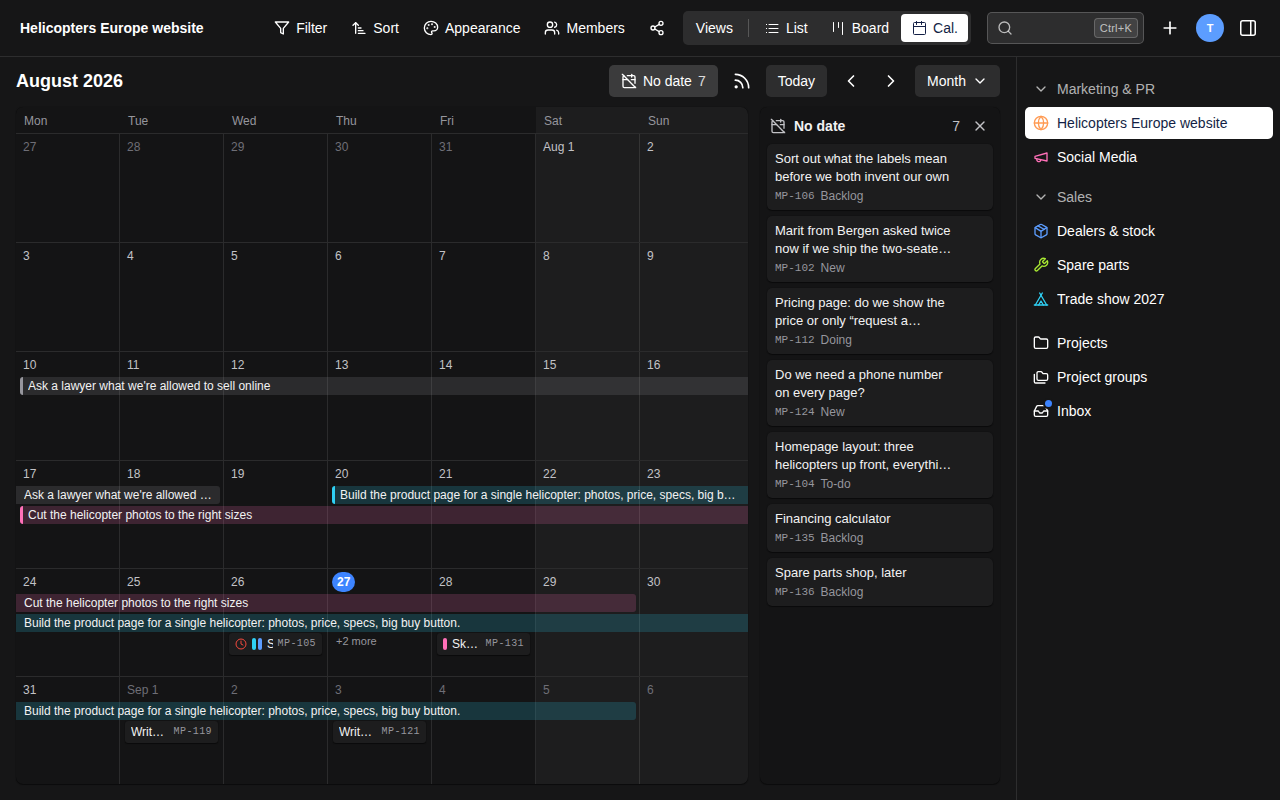 Helicopters Europe website
Filter
Sort
Appearance
Members
Views
List
Board
Cal.
Ctrl+K
T
August 2026
No date 7
Today
Month
Mon Tue Wed Thu Fri Sat Sun
27 28 29 30 31 Aug 1 2
3 4 5 6 7 8 9
10 11 12 13 14 15 16
Ask a lawyer what we're allowed to sell online
17 18 19 20 21 22 23
Ask a lawyer what we're allowed …
Build the product page for a single helicopter: photos, price, specs, big b…
Cut the helicopter photos to the right sizes
24 25 26 27 28 29 30
Cut the helicopter photos to the right sizes
Build the product page for a single helicopter: photos, price, specs, big buy button.
MP-105
+2 more
Sk… MP-131
31 Sep 1 2 3 4 5 6
Build the product page for a single helicopter: photos, price, specs, big buy button.
Writ… MP-119
Writ… MP-121
No date 7
Sort out what the labels mean
before we both invent our own
MP-106 Backlog
Marit from Bergen asked twice
now if we ship the two-seate…
MP-102 New
Pricing page: do we show the
price or only “request a…
MP-112 Doing
Do we need a phone number
on every page?
MP-124 New
Homepage layout: three
helicopters up front, everythi…
MP-104 To-do
Financing calculator
MP-135 Backlog
Spare parts shop, later
MP-136 Backlog
Marketing & PR
Helicopters Europe website
Social Media
Sales
Dealers & stock
Spare parts
Trade show 2027
Projects
Project groups
Inbox